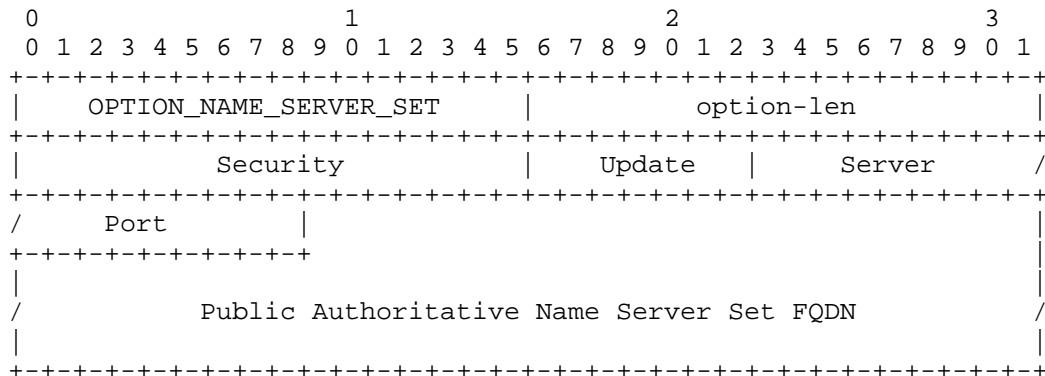 0                   1                   2                   3
 0 1 2 3 4 5 6 7 8 9 0 1 2 3 4 5 6 7 8 9 0 1 2 3 4 5 6 7 8 9 0 1
+-+-+-+-+-+-+-+-+-+-+-+-+-+-+-+-+-+-+-+-+-+-+-+-+-+-+-+-+-+-+-+-+
|    OPTION_NAME_SERVER_SET     |          option-len           |
+-+-+-+-+-+-+-+-+-+-+-+-+-+-+-+-+-+-+-+-+-+-+-+-+-+-+-+-+-+-+-+-+
|            Security           |    Update   |     Server      /
+-+-+-+-+-+-+-+-+-+-+-+-+-+-+-+-+-+-+-+-+-+-+-+-+-+-+-+-+-+-+-+-+
/     Port        |                                             |
+-+-+-+-+-+-+-+-+-+                                             |
|                                                               |
/           Public Authoritative Name Server Set FQDN           /
|                                                               |
+-+-+-+-+-+-+-+-+-+-+-+-+-+-+-+-+-+-+-+-+-+-+-+-+-+-+-+-+-+-+-+-+